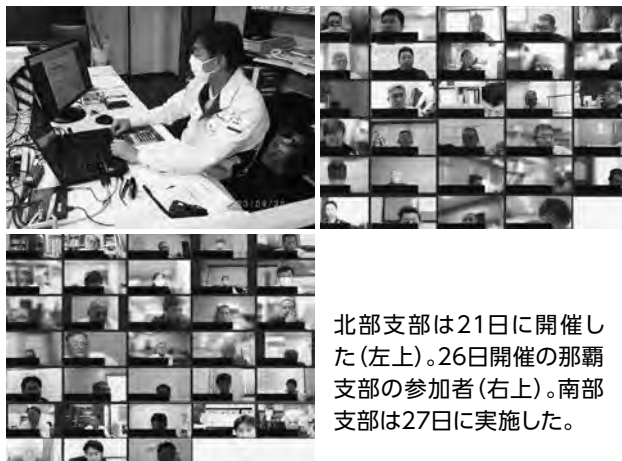 北部支部は21日に開催し
た(左上)。26日開催の那覇
支部の参加者(右上)。南部
支部は27日に実施した。